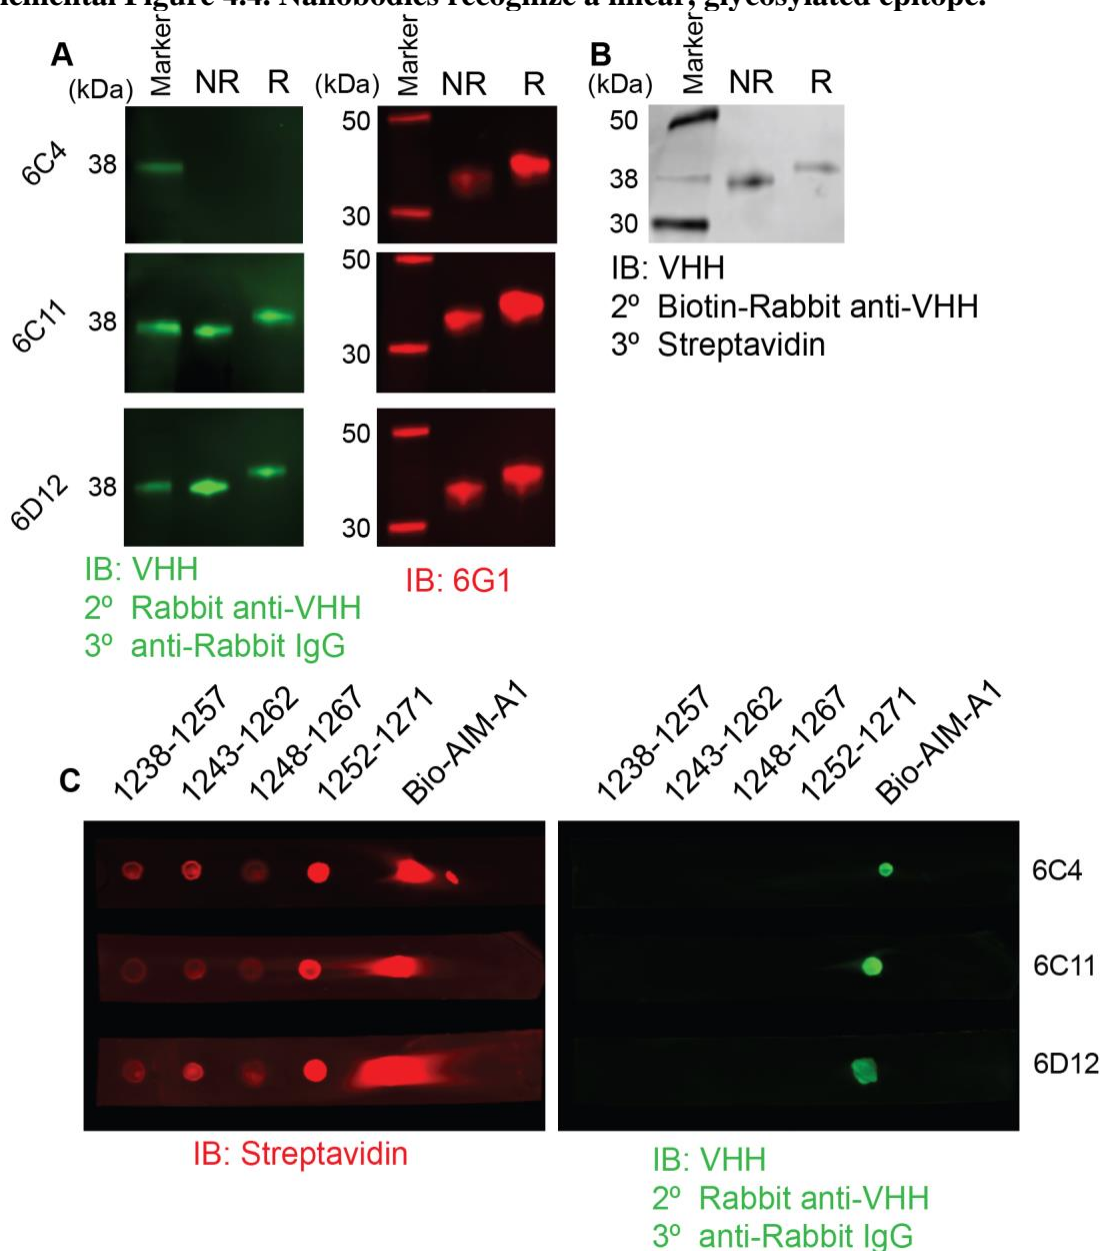 lemental Figure 4.4. Nanobodies recognize a linear, glycosylated epitope.
A
(kDa) Marker NR R
(kDa) Marker NR R
6C4
38
50
30
6C11
38
50
30
6D12
38
50
30
IB: VHH
2º Rabbit anti-VHH
3º anti-Rabbit IgG
IB: 6G1
B
(kDa) Marker NR R
50
38
30
IB: VHH
2º Biotin-Rabbit anti-VHH
3º Streptavidin
C
1238-1257
1243-1262
1248-1267
1252-1271
Bio-AIM-A1
1238-1257
1243-1262
1248-1267
1252-1271
Bio-AIM-A1
6C4
6C11
6D12
IB: Streptavidin
IB: VHH
2º Rabbit anti-VHH
3º anti-Rabbit IgG